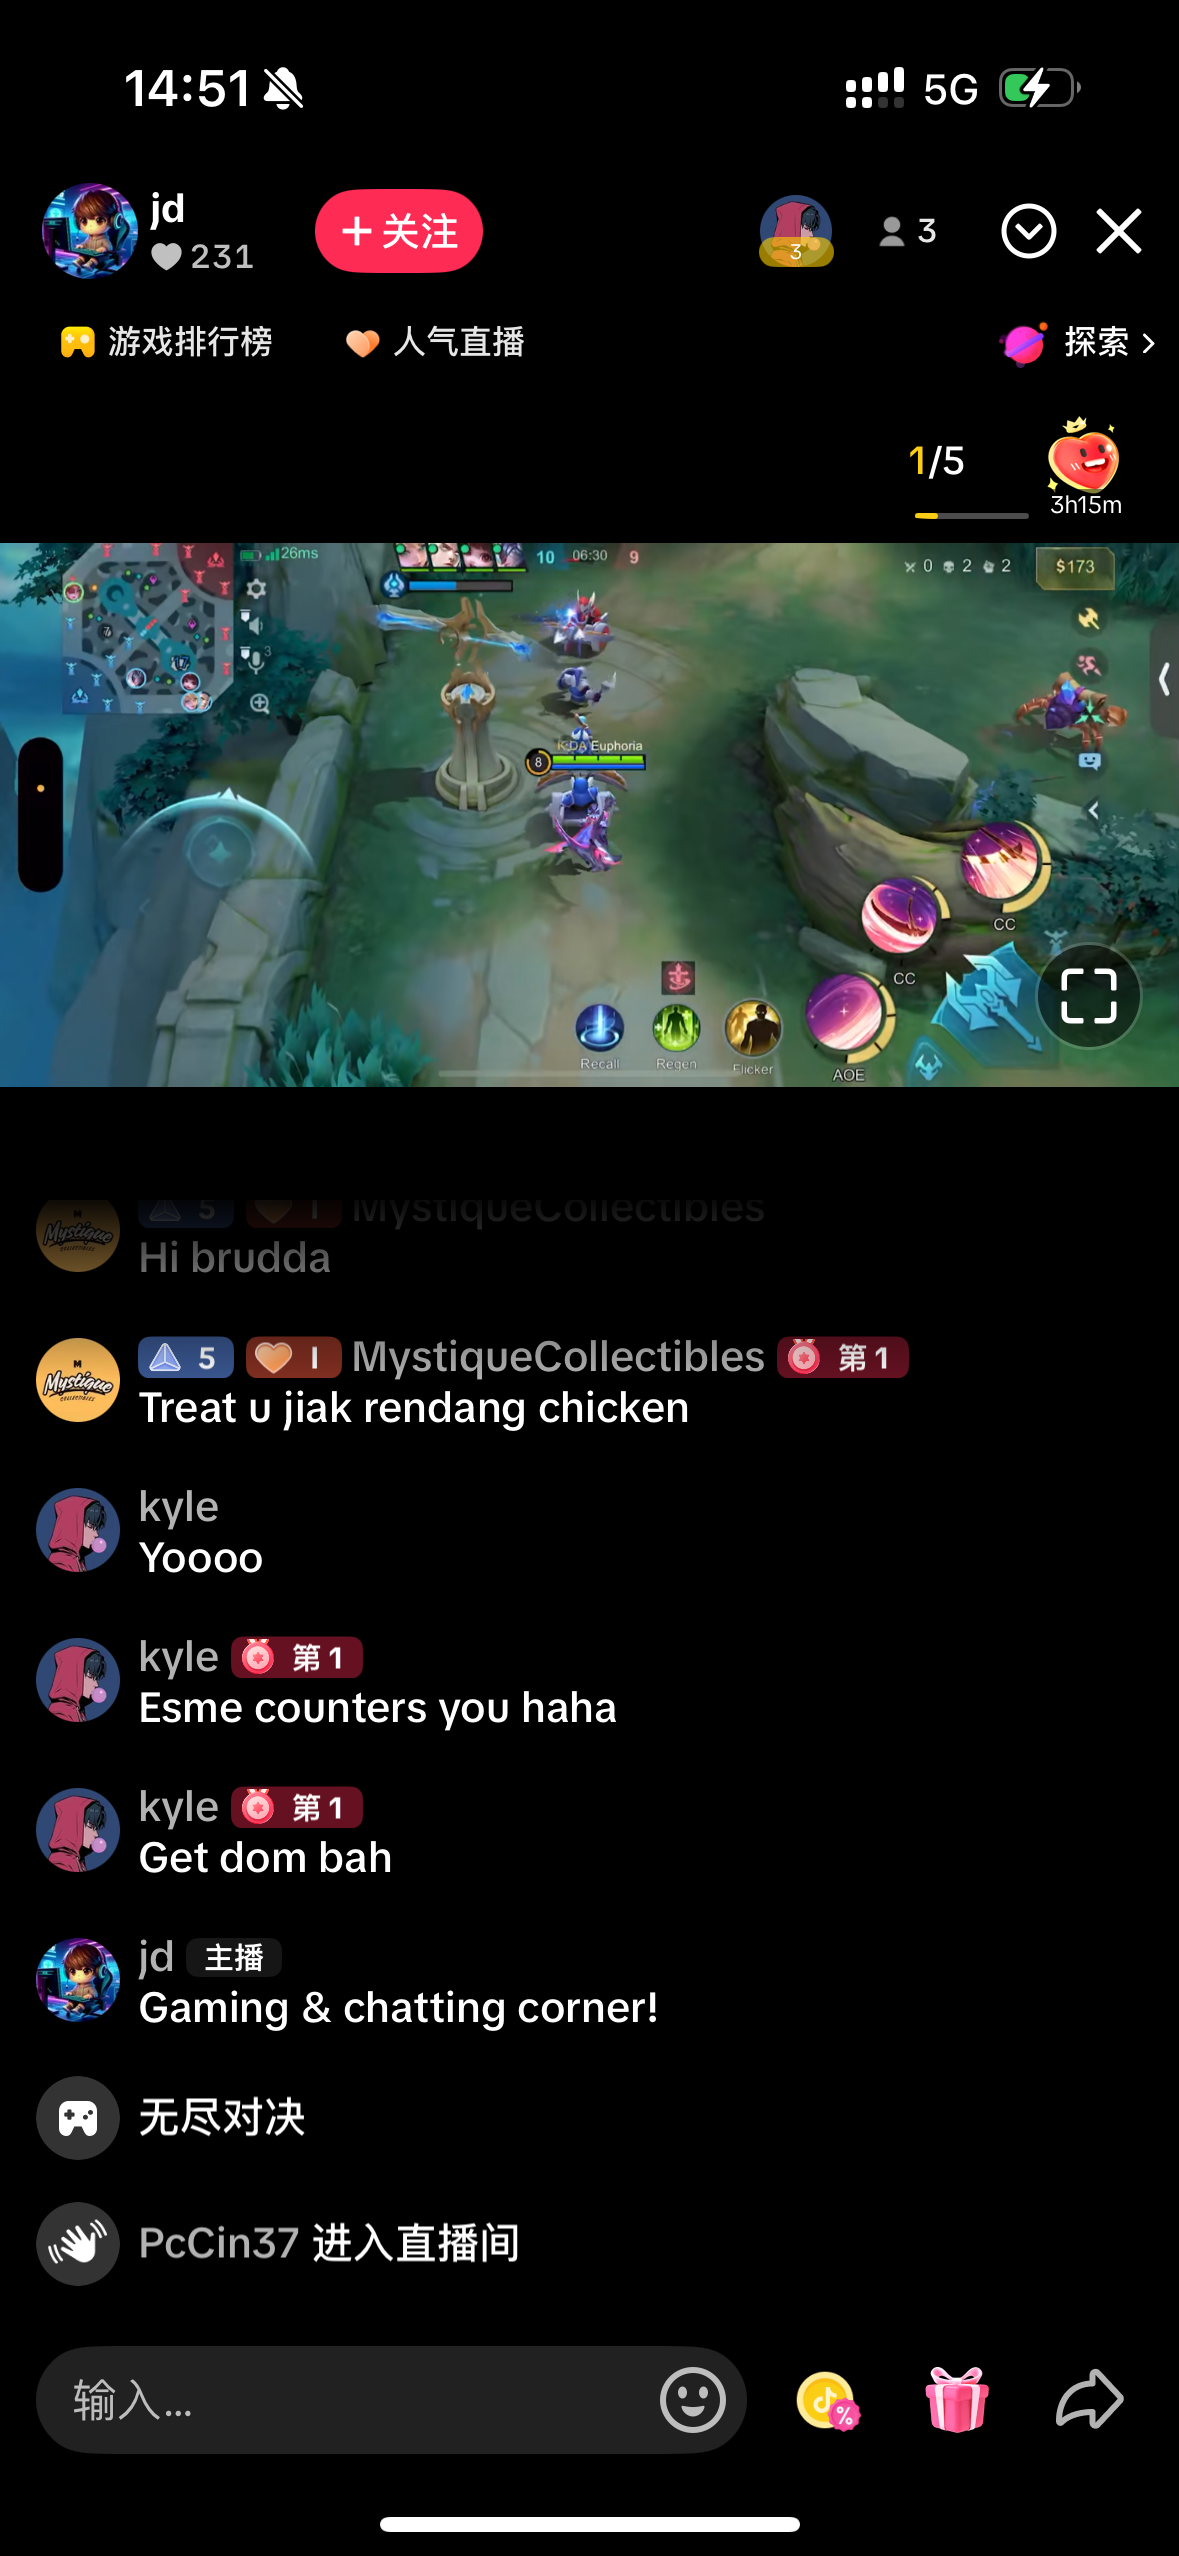 14:51
5G
jd
231
+ 关注
3
3
游戏排行榜
人气直播
探索
1/5
3h15m
26ms
10 06:30 9
0 2 2
$173
3
K.DA Euphoria
8
CC
CC
AOE
Recall
Regen
Flicker
5 I MystiqueCollectibles
Mystique
Hi brudda
5 I MystiqueCollectibles 第1
M
Mystique
COLLECTIBLES
Treat u jiak rendang chicken
kyle
Yoooo
kyle 第1
Esme counters you haha
kyle 第1
Get dom bah
jd 主播
Gaming & chatting corner!
无尽对决
PcCin37 进入直播间
输入...
%